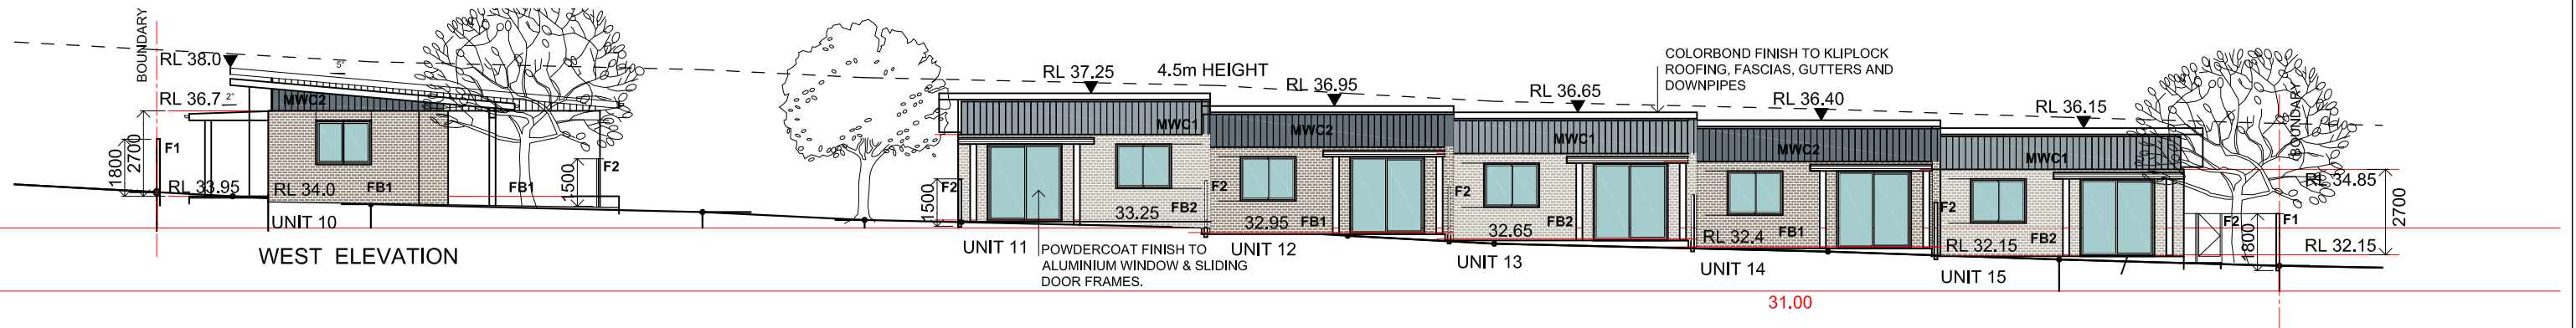 BOUNDARY
RL 38.0
5°
RL 37.25
4.5m HEIGHT
RL 36.95
RL 36.65
COLORBOND FINISH TO KLIPLOCK
ROOFING, FASCIAS, GUTTERS AND
DOWNPIPES
RL 36.40
RL 36.15
BOUNDARY
RL 36.7
2°
MWC2
MWC1
MWC2
MWC1
MWC2
MWC1
1800
2700
F1
RL 33.95
RL 34.0
FB1
FB1
1500
F2
1500
F2
33.25
FB2
F2
32.95
FB1
F2
32.65
FB2
RL 32.4
FB1
F2
RL 32.15
FB2
F2
1800
F1
RL 34.85
2700
RL 32.15
UNIT 10
WEST ELEVATION
UNIT 11
POWDERCOAT FINISH TO
ALUMINIUM WINDOW & SLIDING
DOOR FRAMES.
UNIT 12
UNIT 13
UNIT 14
UNIT 15
31.00